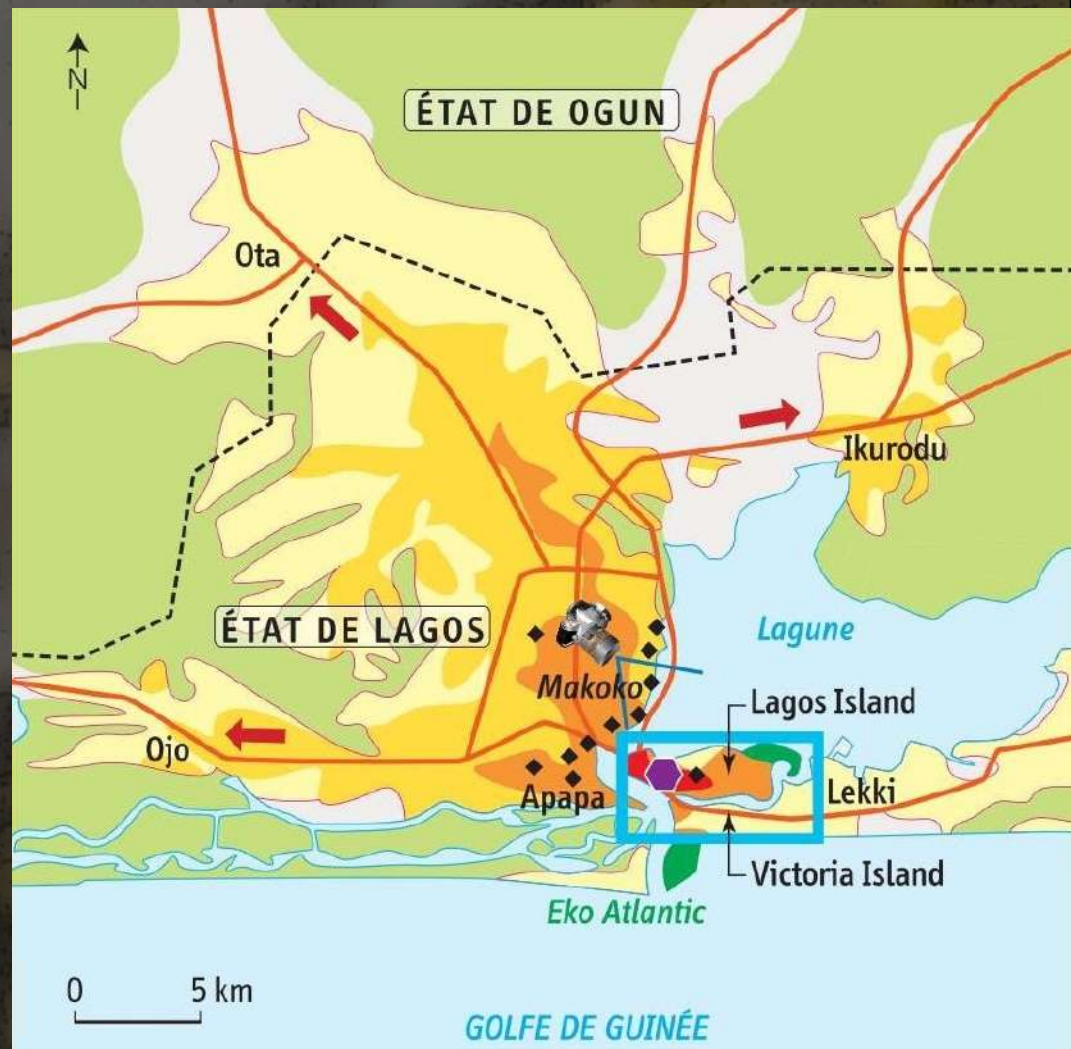 N
ÉTAT DE OGUN
Ota
Ikurodu
ÉTAT DE LAGOS
Lagune
Makoko
Lagos Island
Ojo
Apapa
Lekki
Victoria Island
Eko Atlantic
0 5 km
GOLFE DE GUINÉE